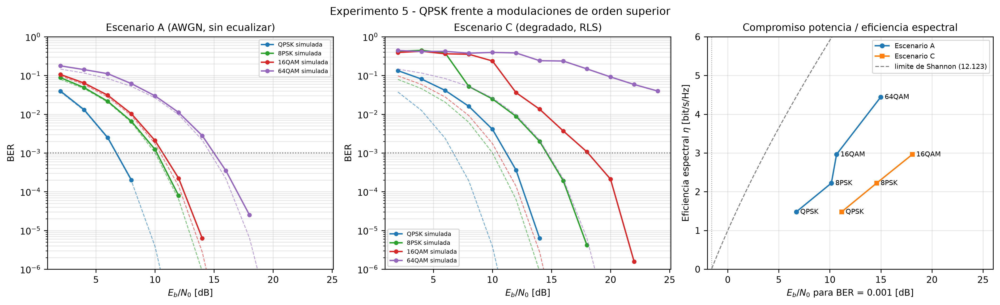 Experimento 5 - QPSK frente a modulaciones de orden superior
Escenario A (AWGN, sin ecualizar)
BER
10⁰
10⁻¹
10⁻²
10⁻³
10⁻⁴
10⁻⁵
10⁻⁶
QPSK simulada
8PSK simulada
16QAM simulada
64QAM simulada
5 10 15 20 25
E_b/N_0 [dB]
Escenario C (degradado, RLS)
BER
10⁰
10⁻¹
10⁻²
10⁻³
10⁻⁴
10⁻⁵
10⁻⁶
QPSK simulada
8PSK simulada
16QAM simulada
64QAM simulada
5 10 15 20 25
E_b/N_0 [dB]
Compromiso potencia / eficiencia espectral
Eficiencia espectral η [bit/s/Hz]
6
5
4
3
2
1
0
Escenario A
Escenario C
limite de Shannon (12.123)
64QAM
16QAM
16QAM
8PSK
8PSK
QPSK
QPSK
0 5 10 15 20 25
E_b/N_0 para BER = 0.001 [dB]